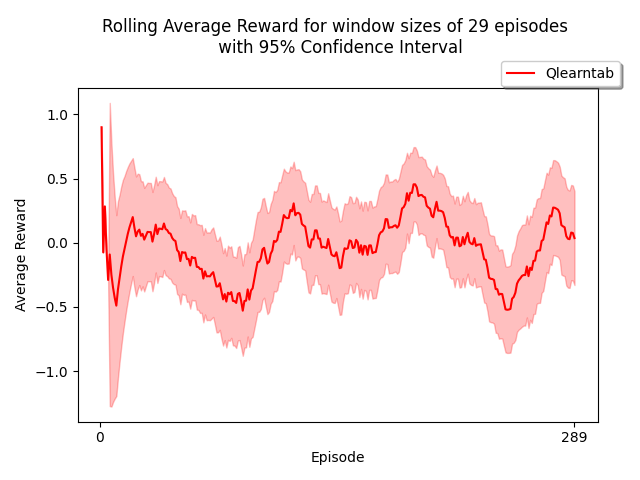 Rolling Average Reward for window sizes of 29 episodes
with 95% Confidence Interval
Qlearntab
1.0
0.5
0.0
−0.5
−1.0
Average Reward
0
289
Episode